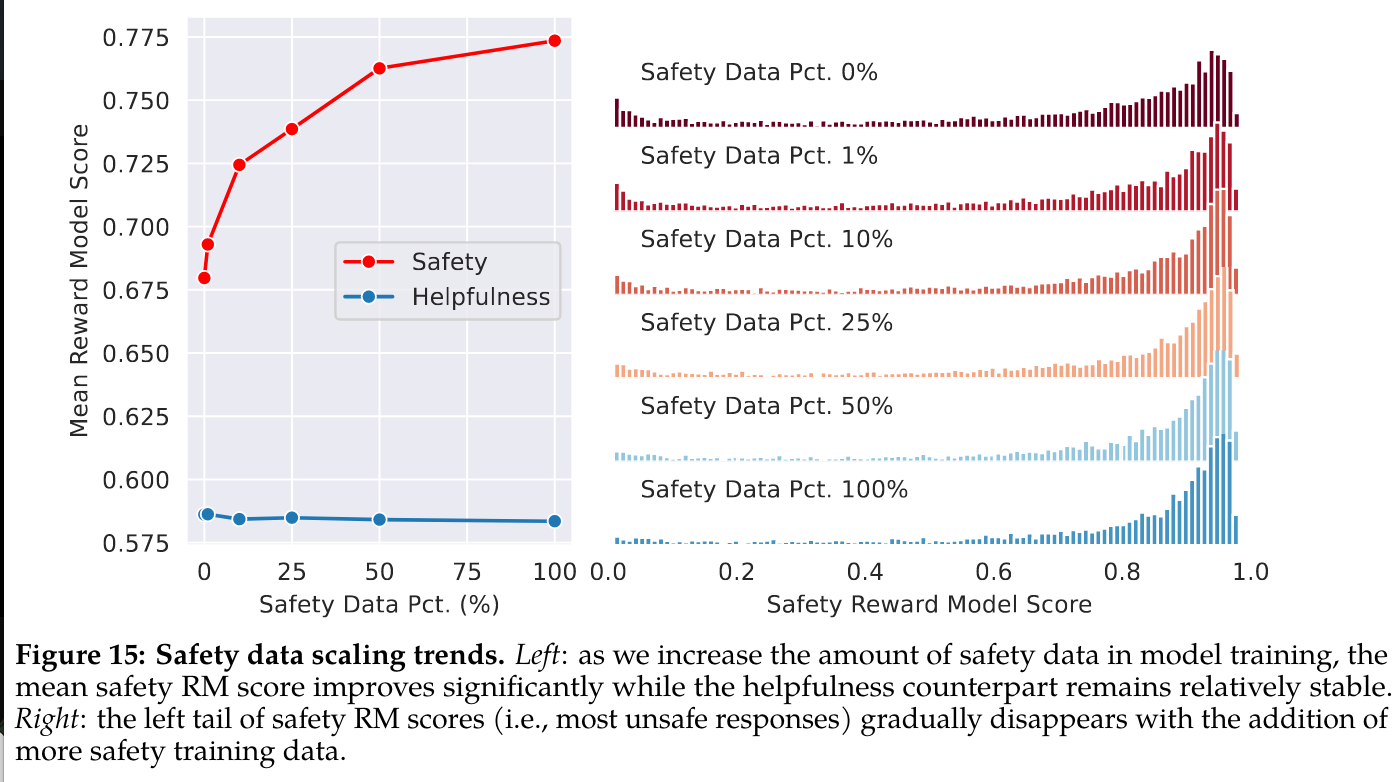 0.775
0.750
0.725
0.700
0.675
0.650
0.625
0.600
0.575
Mean Reward Model Score
Safety
Helpfulness
0 25 50 75 100
Safety Data Pct. (%)
Safety Data Pct. 0%
Safety Data Pct. 1%
Safety Data Pct. 10%
Safety Data Pct. 25%
Safety Data Pct. 50%
Safety Data Pct. 100%
0.0 0.2 0.4 0.6 0.8 1.0
Safety Reward Model Score
Figure 15: Safety data scaling trends. Left: as we increase the amount of safety data in model training, the
mean safety RM score improves significantly while the helpfulness counterpart remains relatively stable.
Right: the left tail of safety RM scores (i.e., most unsafe responses) gradually disappears with the addition of
more safety training data.